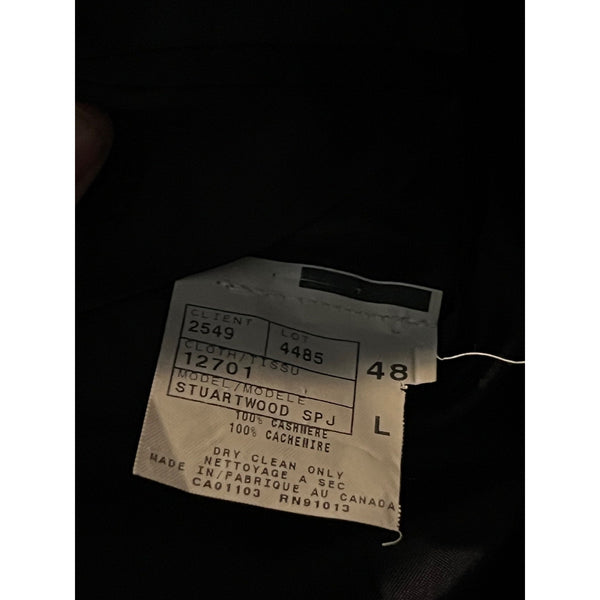 CLIENT LOT
2549 4485
CLOTH/TISSU
12701 48
MODEL/MODELE
STUARTWOOD SPJ L
100% CASHMERE
100% CACHEMIRE
DRY CLEAN ONLY
NETTOYAGE A SEC
MADE IN/FABRIQUE AU CANADA
CA01103 RN91013